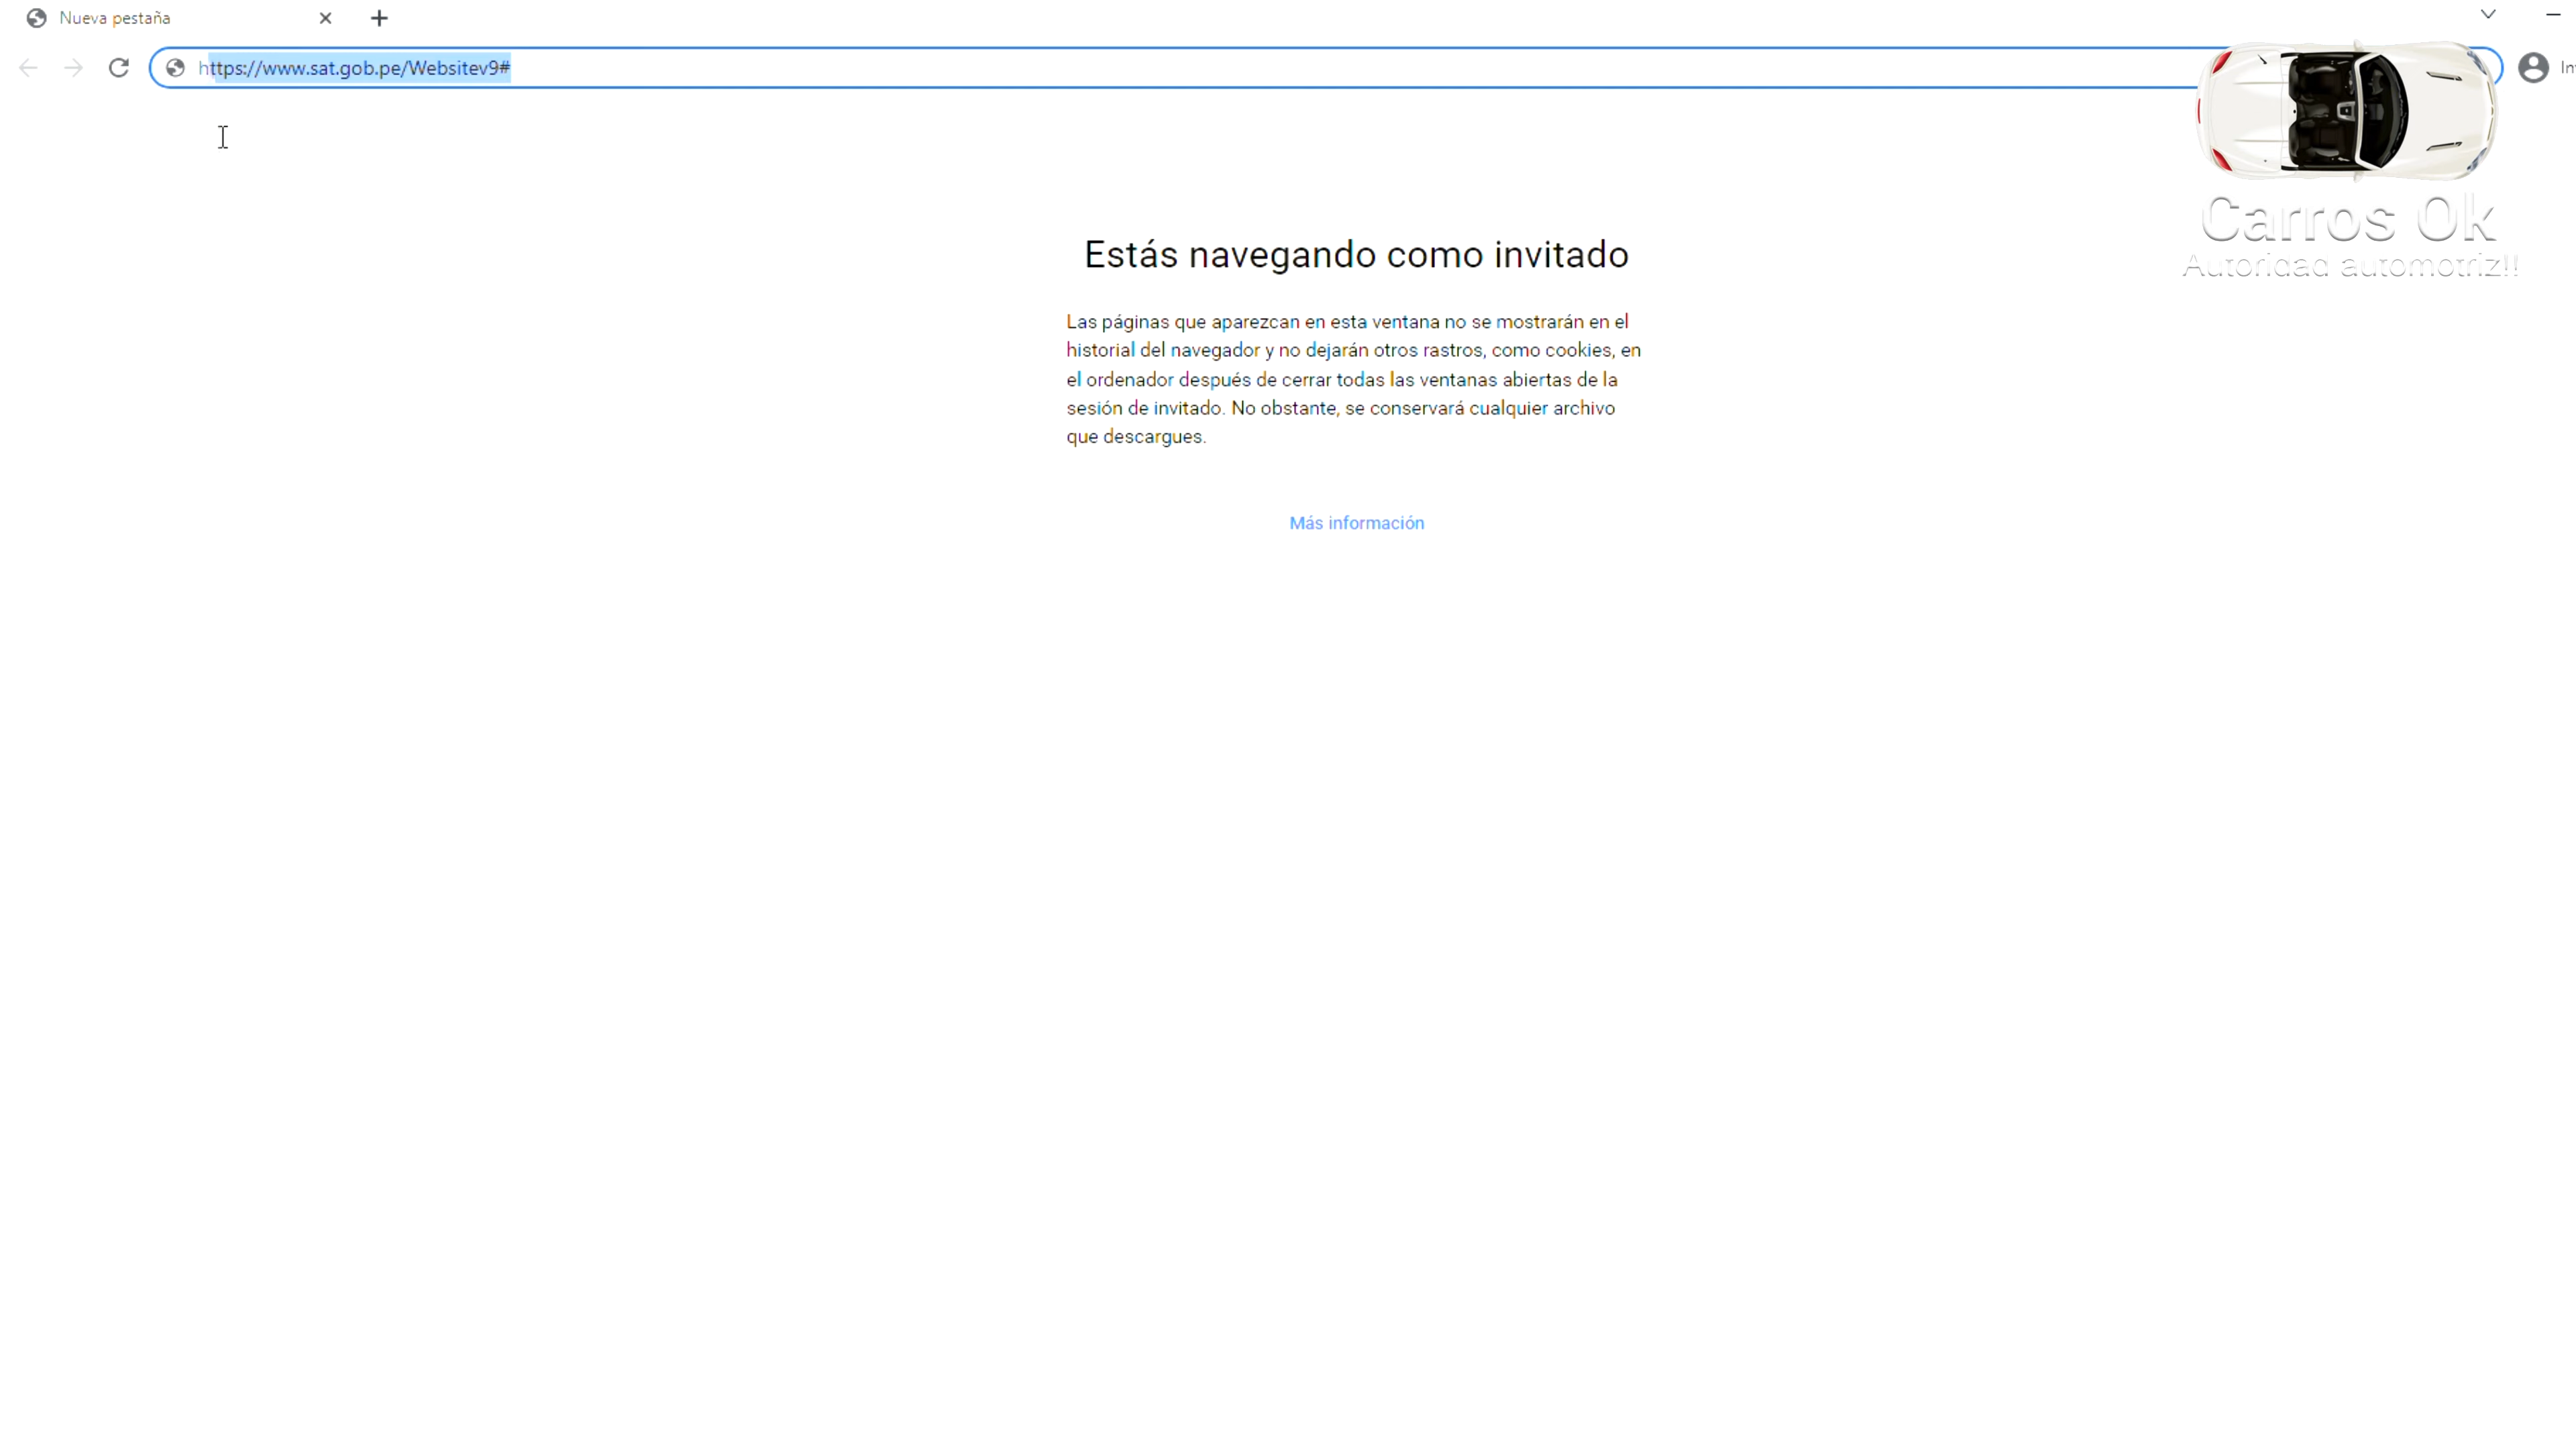 Nueva pestaña
https://www.sat.gob.pe/Websitev9#
Carros Ok
Autoridad automotriz!!
Estás navegando como invitado
Las páginas que aparezcan en esta ventana no se mostrarán en el
historial del navegador y no dejarán otros rastros, como cookies, en
el ordenador después de cerrar todas las ventanas abiertas de la
sesión de invitado. No obstante, se conservará cualquier archivo
que descargues.
Más información